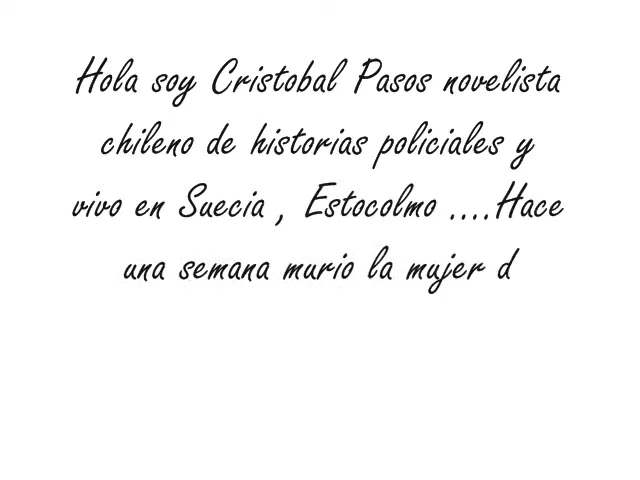 Hola soy Cristobal Pasos novelista
chileno de historias policiales y
vivo en Suecia , Estocolmo ....Hace
una semana murio la mujer d